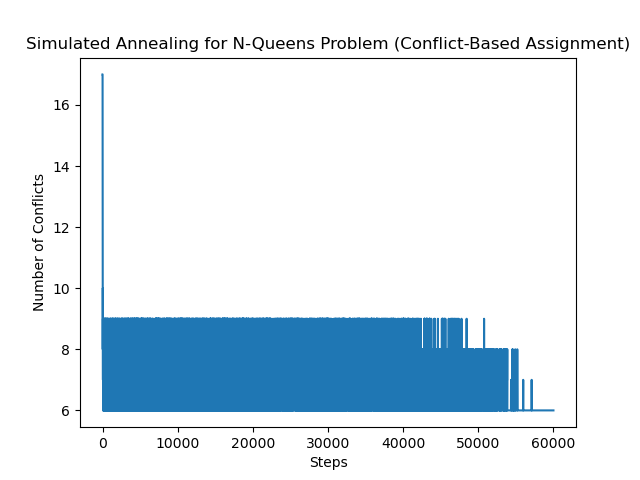 Simulated Annealing for N-Queens Problem (Conflict-Based Assignment)
16
14
12
10
8
6
Number of Conflicts
0 10000 20000 30000 40000 50000 60000
Steps